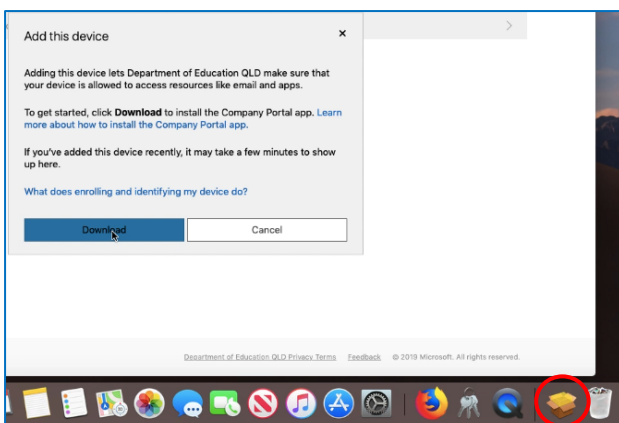 Add this device
Adding this device lets Department of Education QLD make sure that
your device is allowed to access resources like email and apps.
To get started, click Download to install the Company Portal app. Learn
more about how to install the Company Portal app.
If you've added this device recently, it may take a few minutes to show
up here.
What does enrolling and identifying my device do?
Download
Cancel
Department of Education QLD Privacy Terms
Feedback
© 2019 Microsoft. All rights reserved.